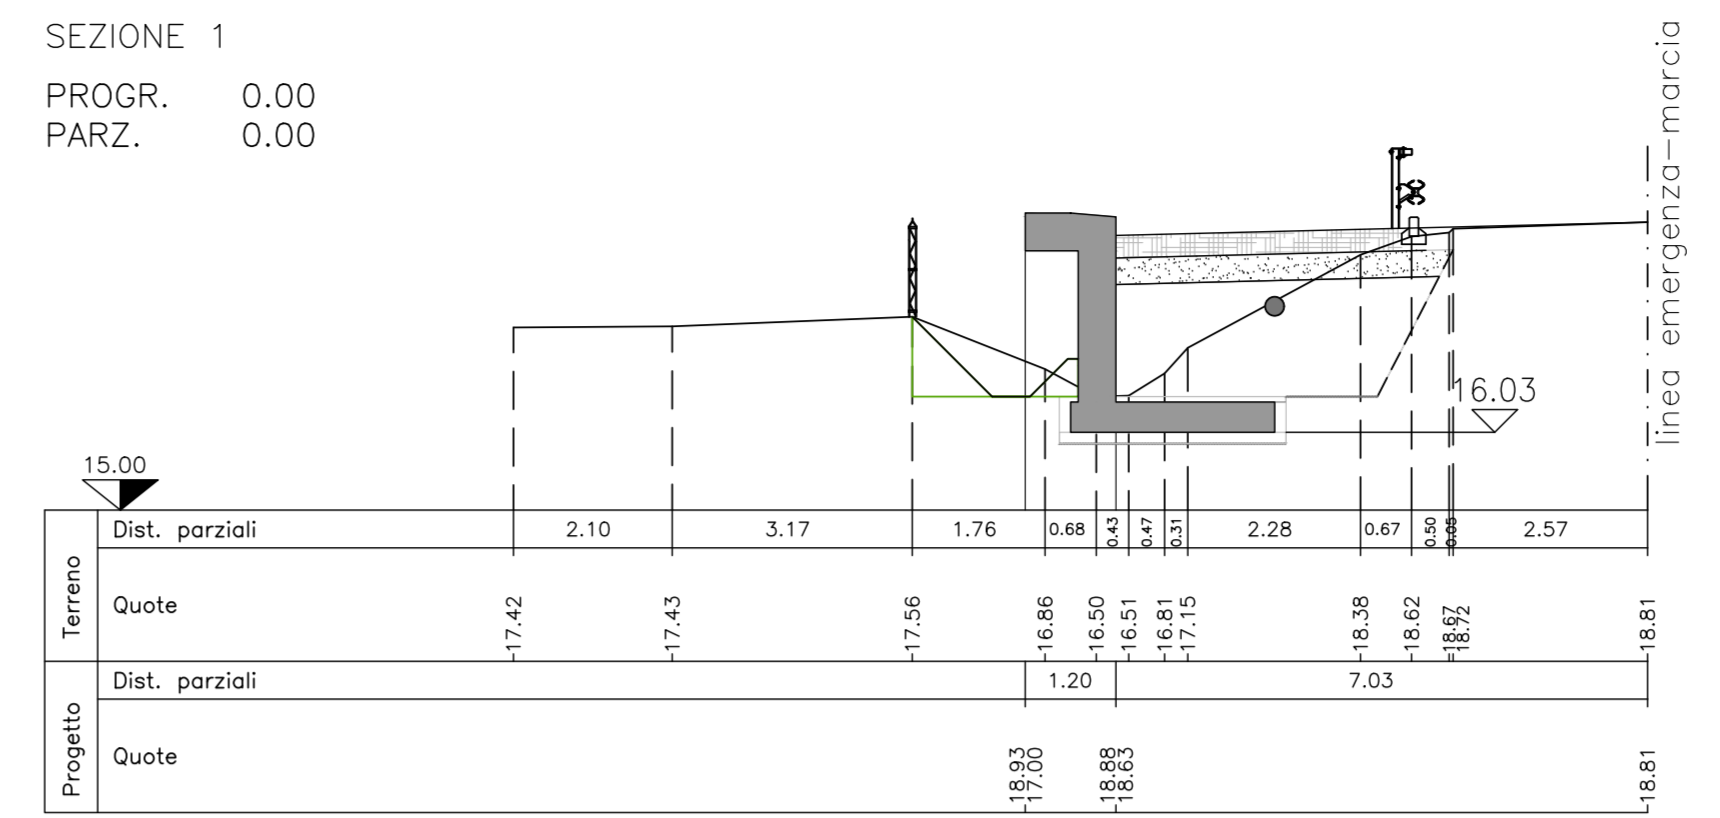 SEZIONE 1
PROGR. 0.00
PARZ. 0.00
linea emergenza-marcia
16.03
15.00
Terreno
Dist. parziali 2.10 3.17 1.76 0.68 0.43 0.47 0.31 2.28 0.67 0.50 0.05 2.57
Quote 17.42 17.43 17.56 16.86 16.50 16.51 16.81 17.15 18.38 18.62 18.67 18.72 18.81
Progetto
Dist. parziali 1.20 7.03
Quote 18.93 17.00 18.88 18.63 18.81